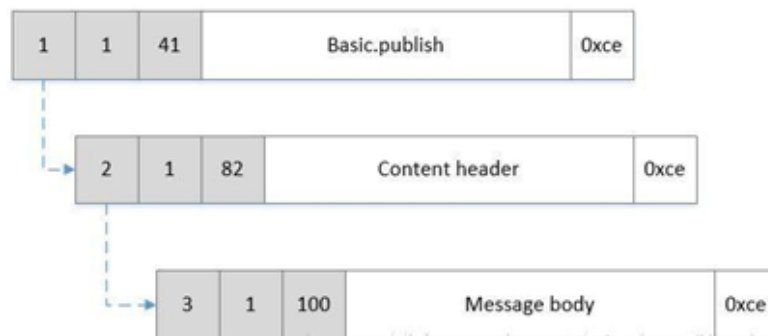 1 1 41 Basic.publish 0xce
2 1 82 Content header 0xce
3 1 100 Message body 0xce